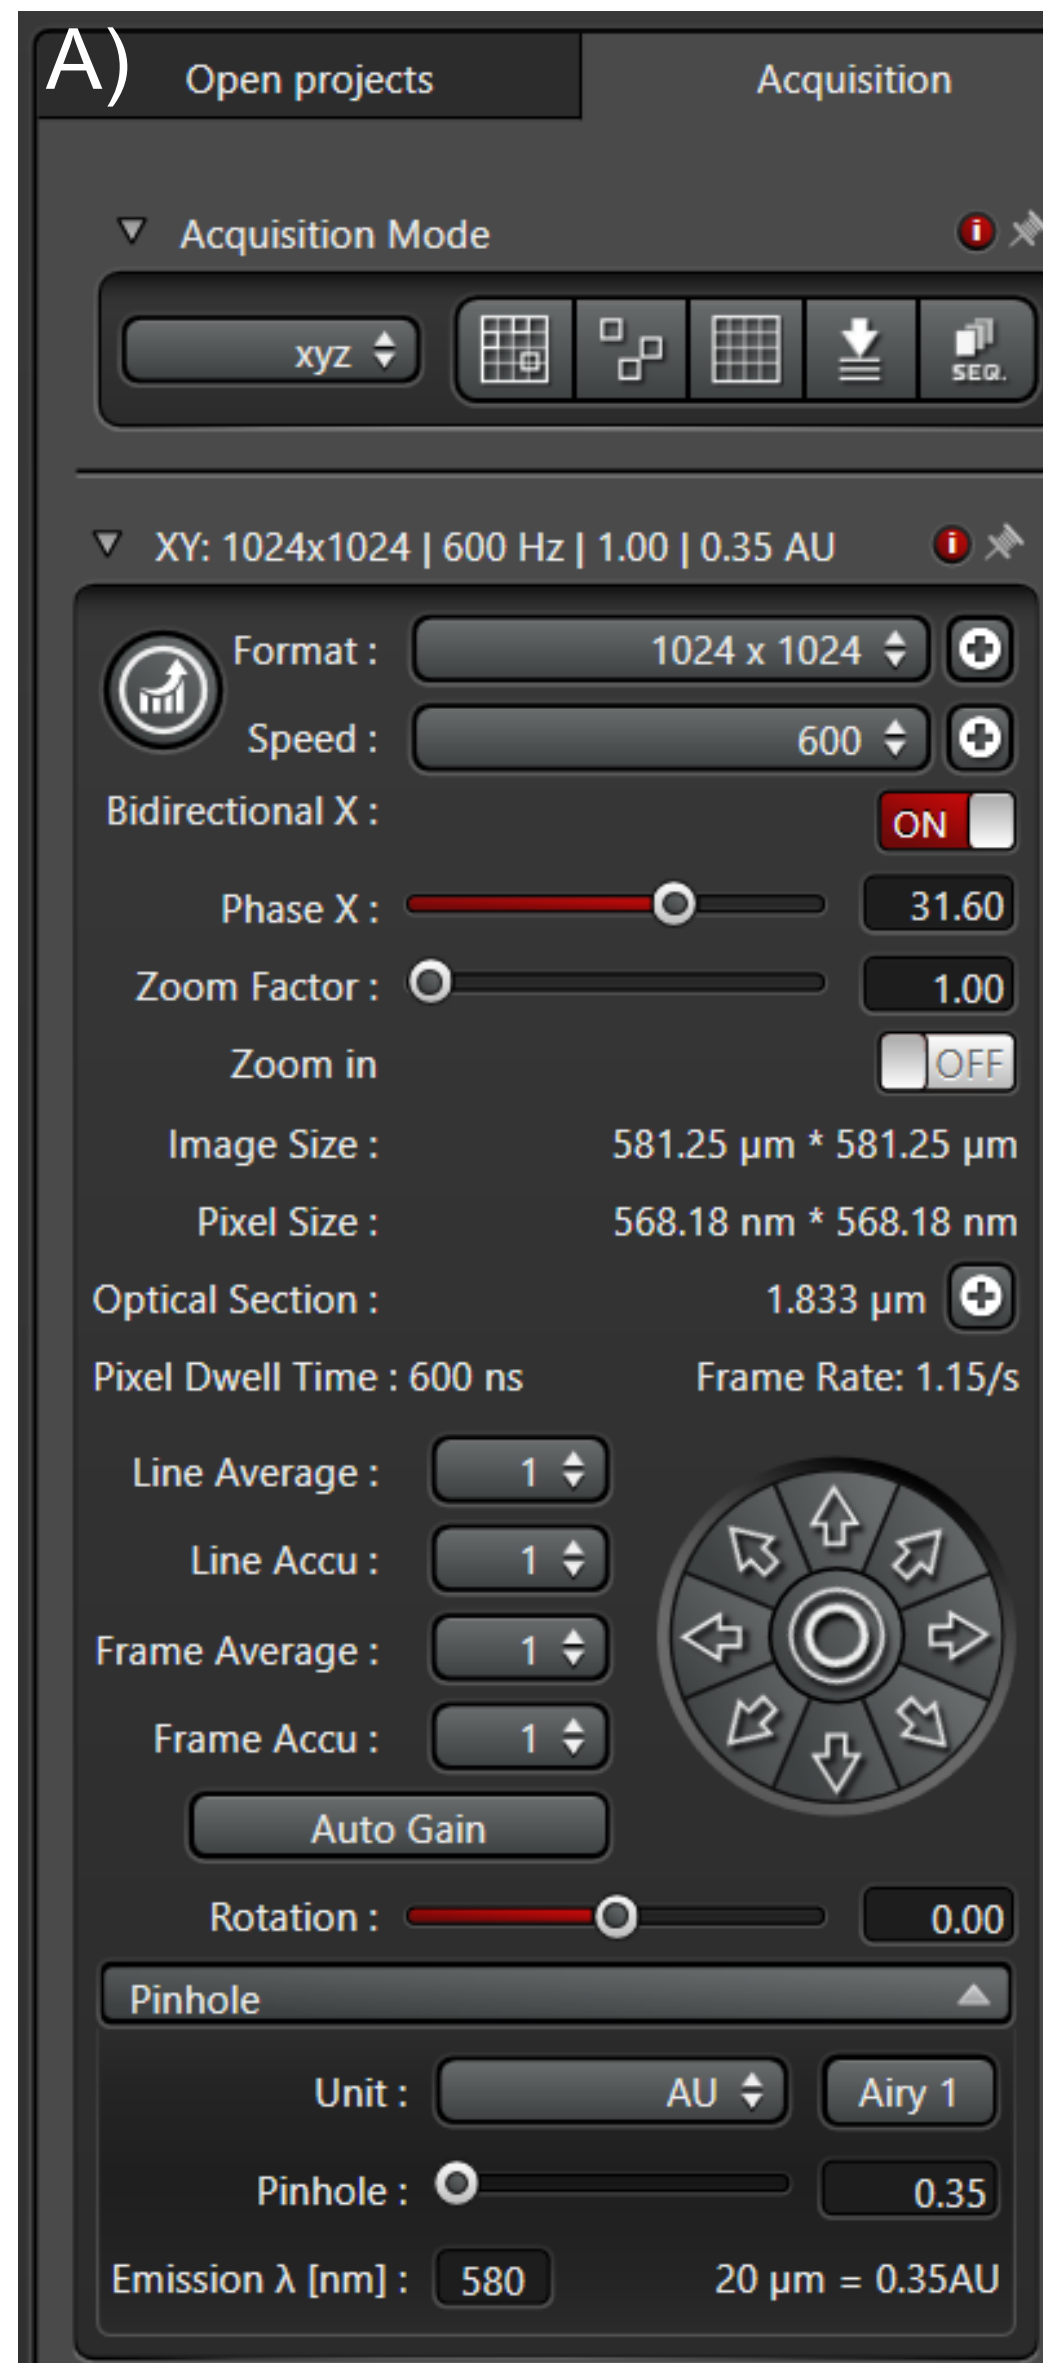 A)
Open projects Acquisition
Acquisition Mode i
xyz SEQ.
XY: 1024x1024 | 600 Hz | 1.00 | 0.35 AU i
Format : 1024 x 1024
Speed : 600
Bidirectional X : ON
Phase X : 31.60
Zoom Factor : 1.00
Zoom in OFF
Image Size : 581.25 µm * 581.25 µm
Pixel Size : 568.18 nm * 568.18 nm
Optical Section : 1.833 µm
Pixel Dwell Time : 600 ns Frame Rate: 1.15/s
Line Average : 1
Line Accu : 1
Frame Average : 1
Frame Accu : 1
Auto Gain
Rotation : 0.00
Pinhole
Unit : AU Airy 1
Pinhole : 0.35
Emission λ [nm] : 580 20 µm = 0.35AU